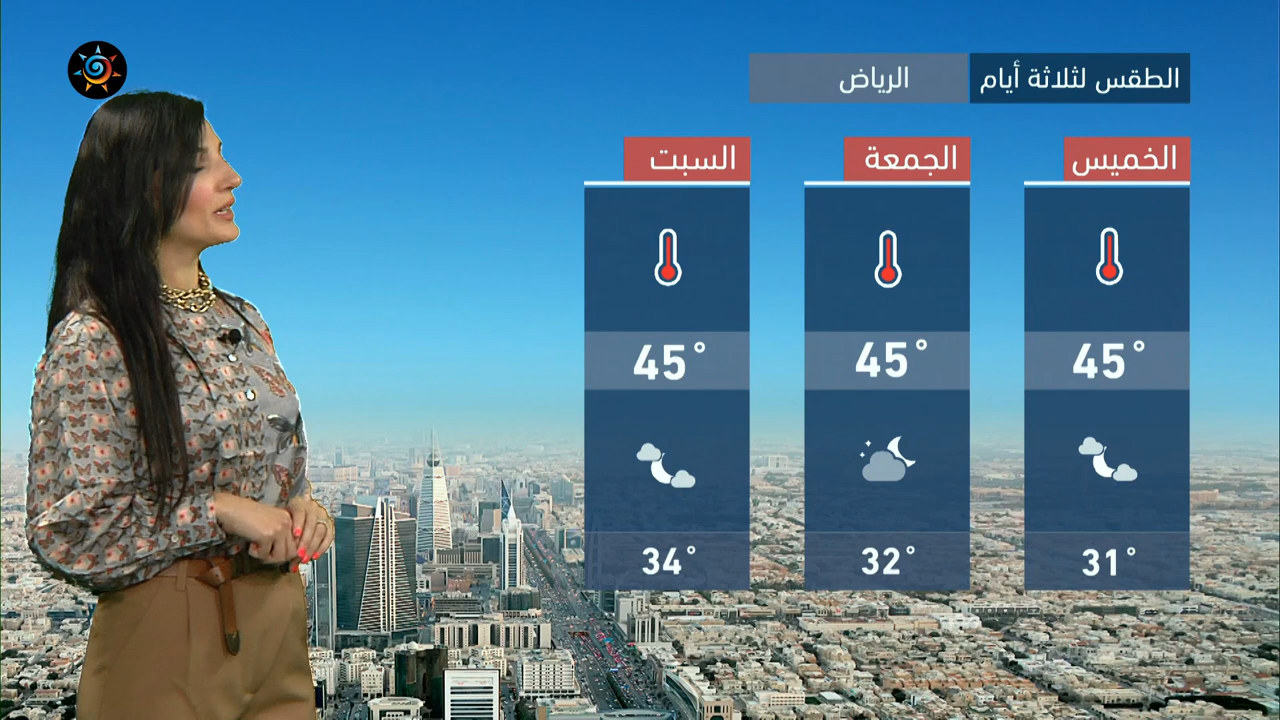 الطقس لثلاثة أيام
الرياض
الخميس
الجمعة
السبت
45°
45°
45°
31°
32°
34°